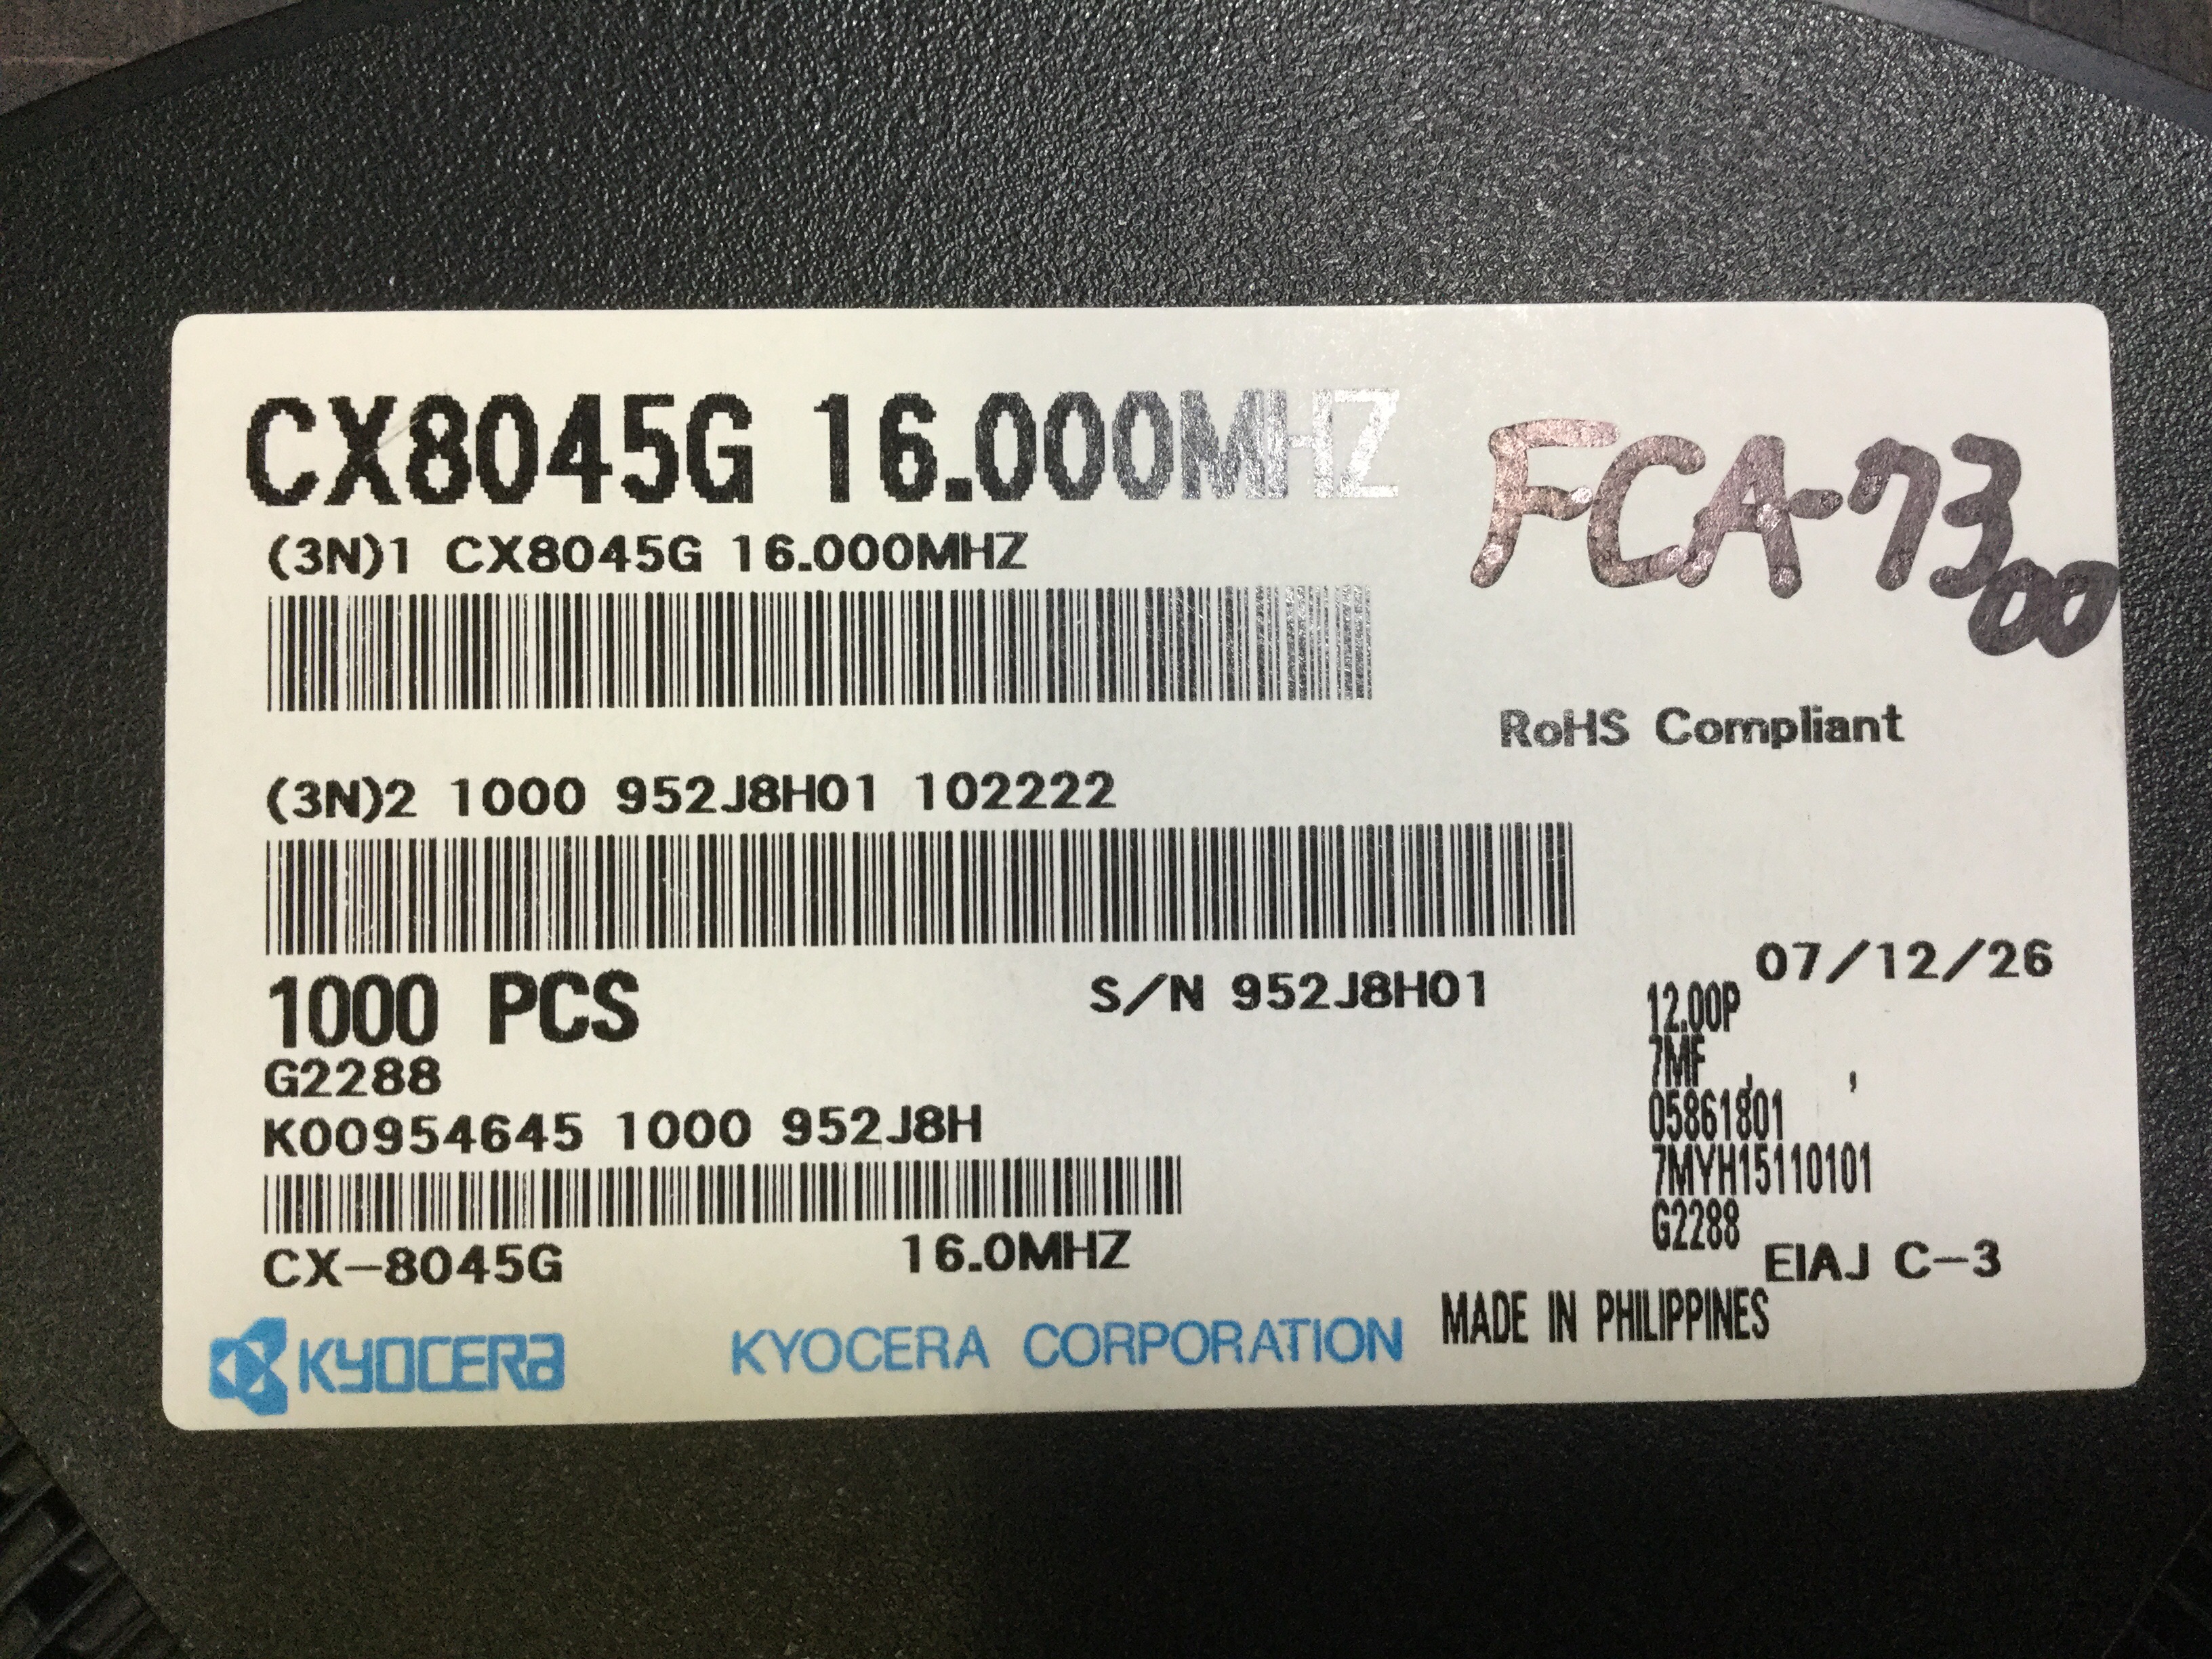 CX8045G 16.000MHZ
FCA-7300
(3N)1 CX8045G 16.000MHZ
RoHS Compliant
(3N)2 1000 952J8H01 102222
07/12/26
1000 PCS
S/N 952J8H01
12.00P
7MF , ,
G2288
05861801
K00954645 1000 952J8H
7MYH15110101
G2288
CX-8045G 16.0MHZ
EIAJ C-3
KYOCERA
KYOCERA CORPORATION
MADE IN PHILIPPINES